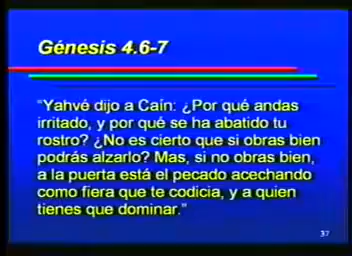 Génesis 4.6-7
“Yahvé dijo a Caín: ¿Por qué andas
irritado, y por qué se ha abatido tu
rostro? ¿No es cierto que si obras bien
podrás alzarlo? Mas, si no obras bien,
a la puerta está el pecado acechando
como fiera que te codicia, y a quien
tienes que dominar.”
37